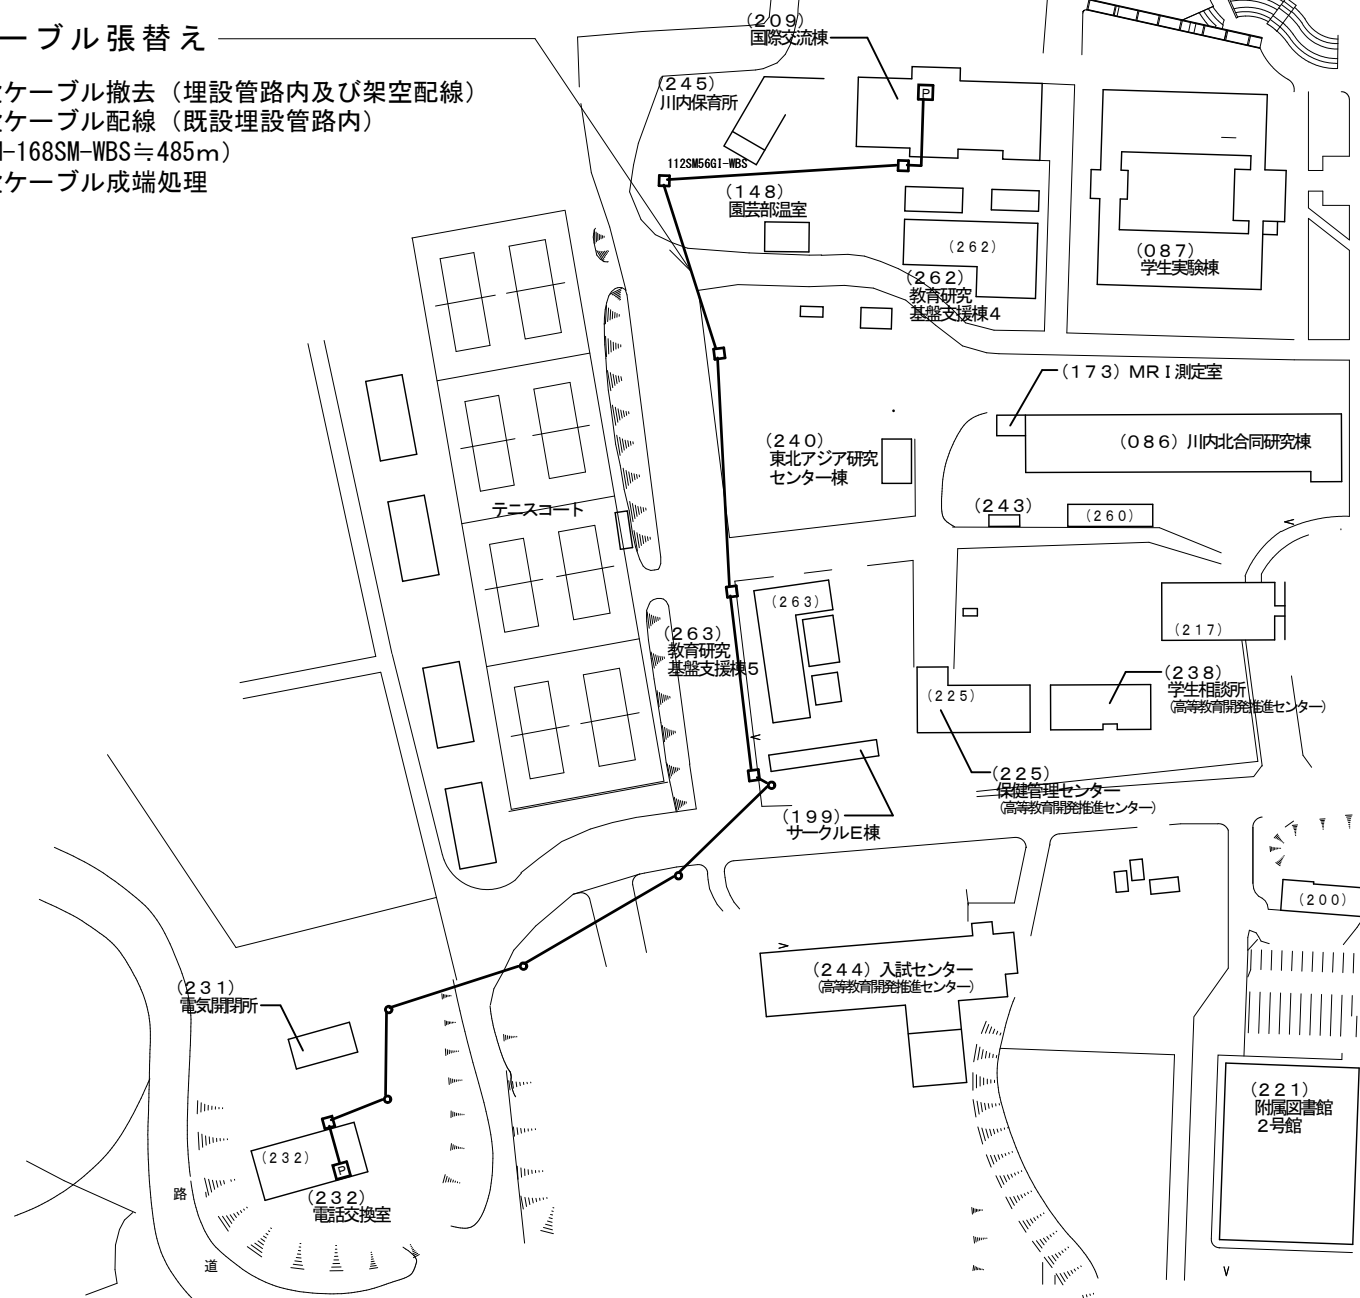 ーブル張替え
ケーブル撤去（埋設管路内及び架空配線）
ケーブル配線（既設埋設管路内）
-168SM-WBS≒485m）
ケーブル成端処理
（209）
国際交流棟
P
（245）
川内保育所
112SM56GI-WBS
（148）
園芸部温室
（262）
（262）
教育研究
基盤支援棟4
（087）
学生実験棟
（173）ＭＲＩ測定室
（086）川内北合同研究棟
（240）
東北アジア研究
センター棟
（243）
（260）
テニスコート
（263）
（263）
教育研究
基盤支援棟5
（217）
（225）
（238）
学生相談所
（高等教育開発推進センター）
（225）
保健管理センター
（高等教育開発推進センター）
（199）
サークルＥ棟
（200）
（244）入試センター
（高等教育開発推進センター）
（231）
電気開閉所
（221）
附属図書館
2号館
（232）
P
（232）
電話交換室
路
道